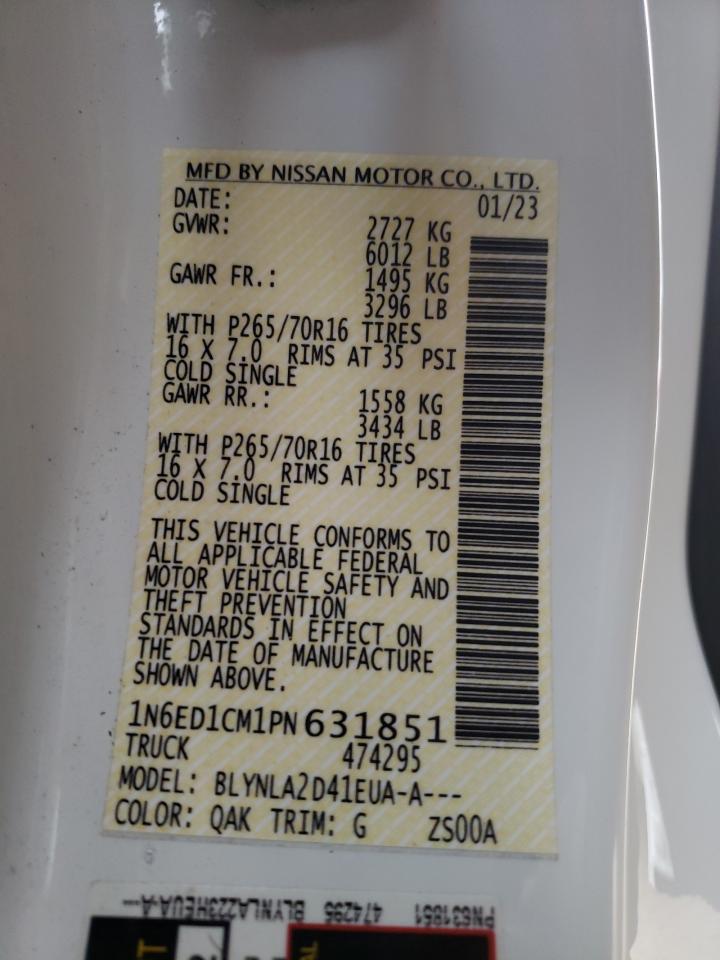 MFD BY NISSAN MOTOR CO., LTD.
DATE: 01/23
GVWR: 2727 KG
6012 LB
GAWR FR.: 1495 KG
3296 LB
WITH P265/70R16 TIRES
16 X 7.0 RIMS AT 35 PSI
COLD SINGLE
GAWR RR.: 1558 KG
3434 LB
WITH P265/70R16 TIRES
16 X 7.0 RIMS AT 35 PSI
COLD SINGLE
THIS VEHICLE CONFORMS TO
ALL APPLICABLE FEDERAL
MOTOR VEHICLE SAFETY AND
THEFT PREVENTION
STANDARDS IN EFFECT ON
THE DATE OF MANUFACTURE
SHOWN ABOVE.
1N6ED1CM1PN631851
TRUCK 474295
MODEL: BLYNLA2D41EUA-A---
COLOR: QAK TRIM: G ZS00A
PN631851 474295 BLYNLA223HEUA-A---